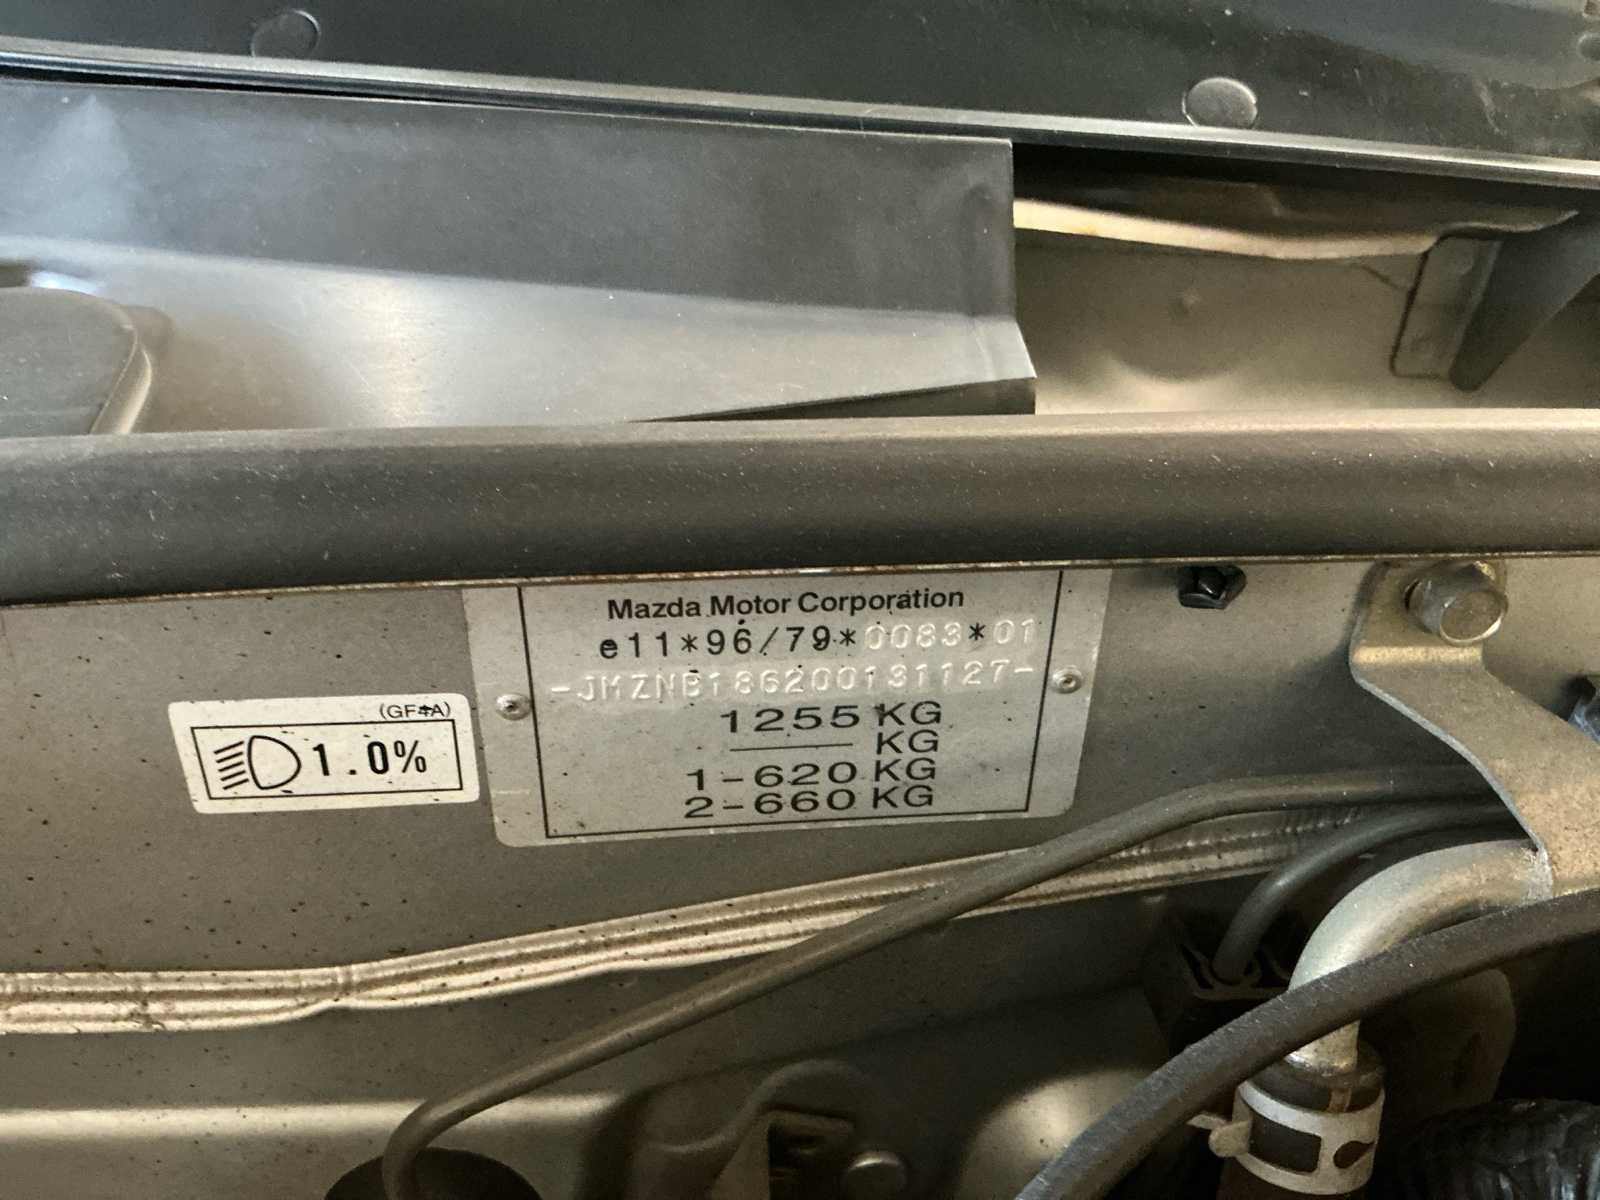 Mazda Motor Corporation
e11*96/79*0083*01
-JMZNB186200131127-
1255 KG
KG
1-620 KG
2-660 KG
(GF4A)
1.0%